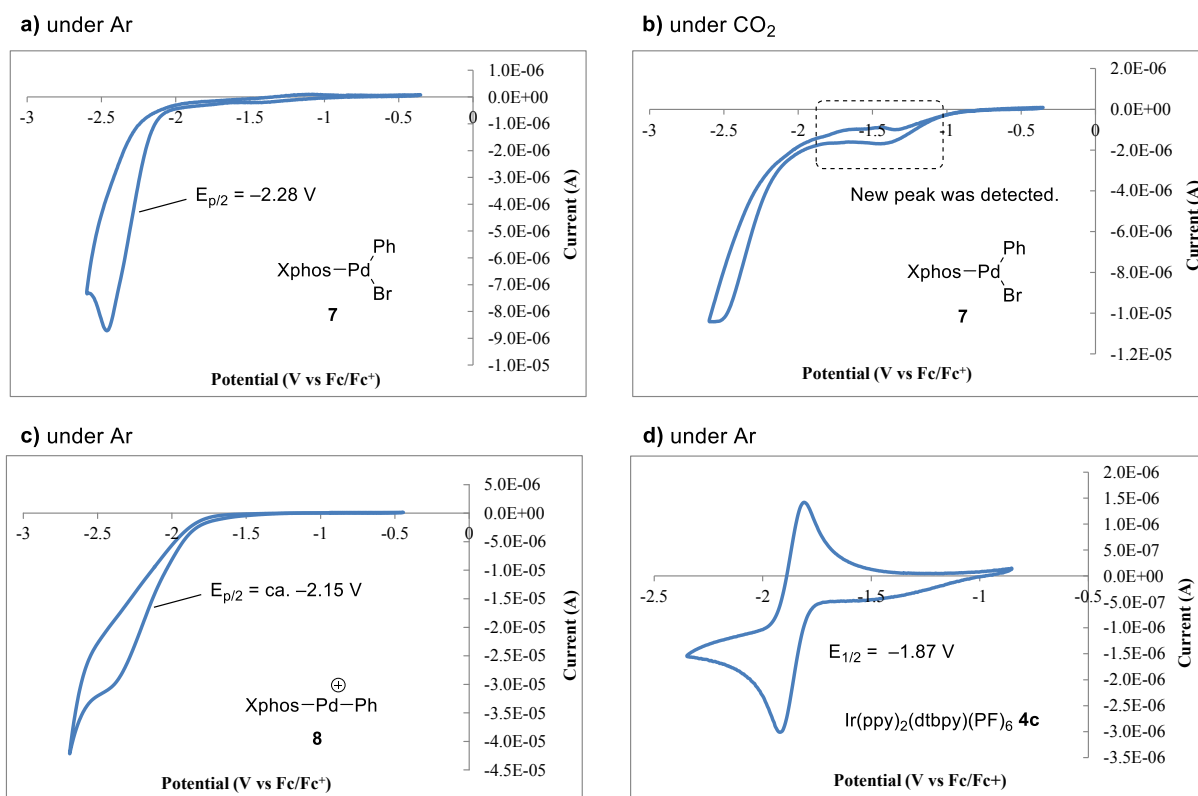 a) under Ar
1.0E-06
0.0E+00
-3 -2.5 -2 -1.5 -1 -0.5 0
-1.0E-06
-2.0E-06
-3.0E-06
-4.0E-06
-5.0E-06
-6.0E-06
-7.0E-06
-8.0E-06
-9.0E-06
-1.0E-05
Ep/2 = –2.28 V
Ph
Xphos–Pd
Br
7
Current (A)
Potential (V vs Fc/Fc+)
b) under CO2
2.0E-06
0.0E+00
-3 -2.5 -2 -1.5 -1 -0.5 0
-2.0E-06
-4.0E-06
-6.0E-06
-8.0E-06
-1.0E-05
-1.2E-05
New peak was detected.
Ph
Xphos–Pd
Br
7
Current (A)
Potential (V vs Fc/Fc+)
c) under Ar
5.0E-06
0.0E+00
-3 -2.5 -2 -1.5 -1 -0.5 0
-5.0E-06
-1.0E-05
-1.5E-05
-2.0E-05
-2.5E-05
-3.0E-05
-3.5E-05
-4.0E-05
-4.5E-05
Ep/2 = ca. –2.15 V
⊕
Xphos–Pd–Ph
8
Current (A)
Potential (V vs Fc/Fc+)
d) under Ar
2.0E-06
1.5E-06
1.0E-06
5.0E-07
0.0E+00
-2.5 -2 -1.5 -1 -0.5
-5.0E-07
-1.0E-06
-1.5E-06
-2.0E-06
-2.5E-06
-3.0E-06
-3.5E-06
E1/2 = –1.87 V
Ir(ppy)2(dtbpy)(PF)6 4c
Current (A)
Potential (V vs Fc/Fc+)